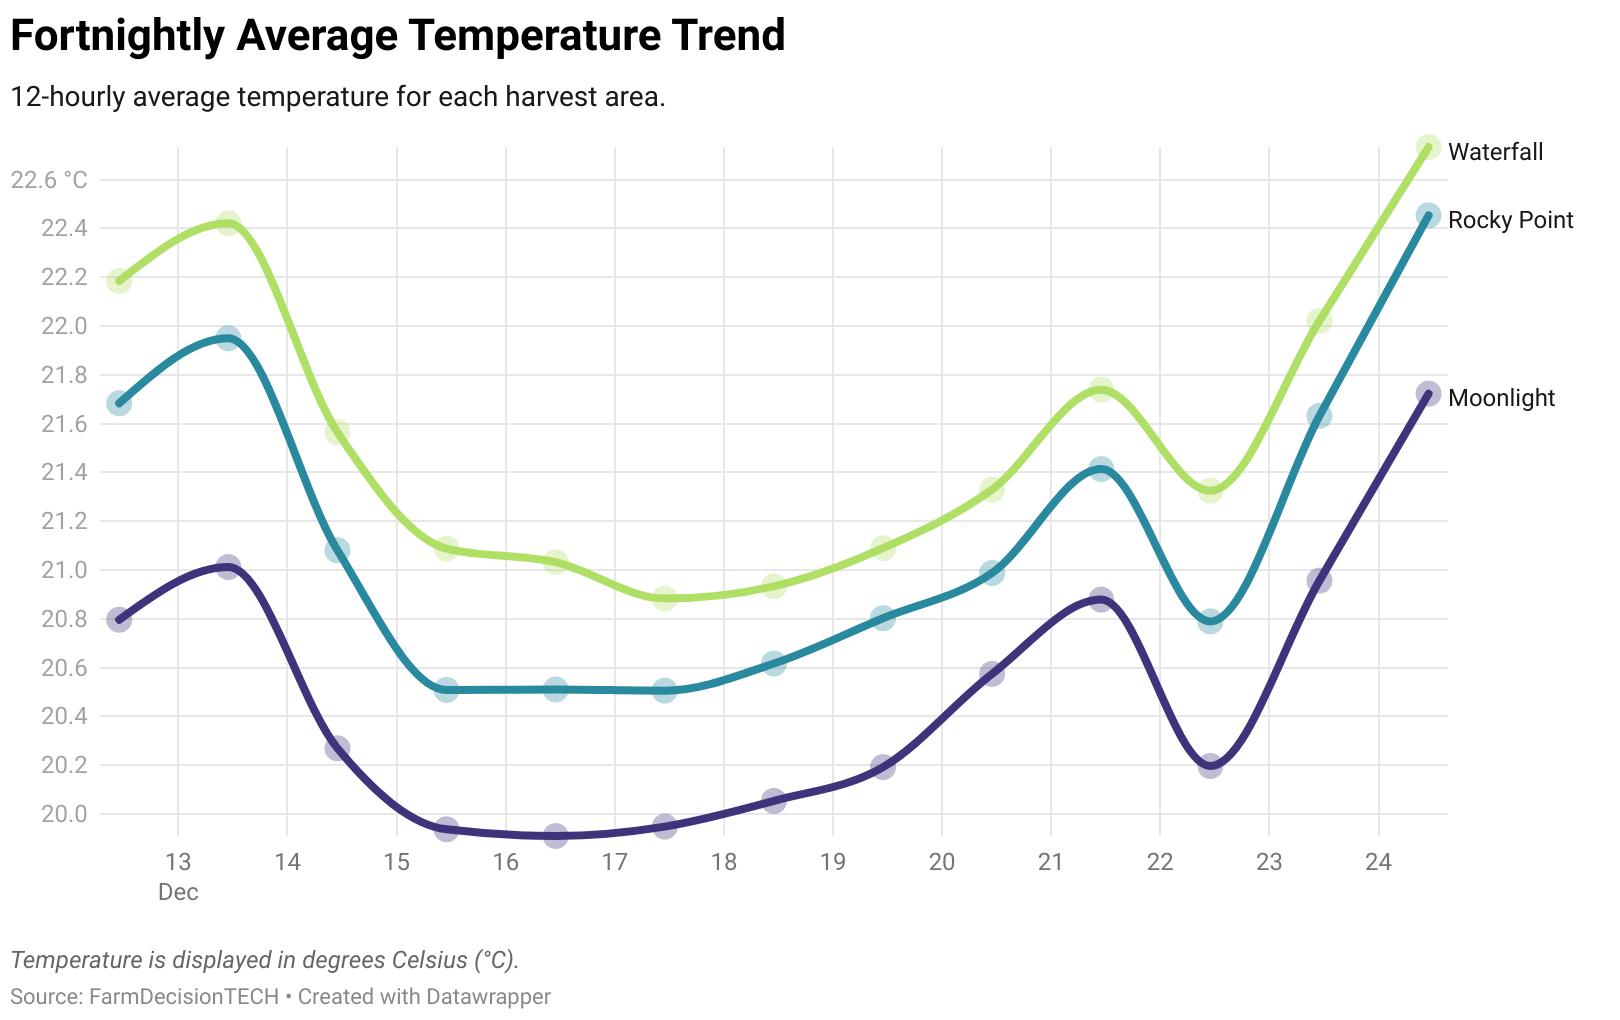 Fortnightly Average Temperature Trend
12-hourly average temperature for each harvest area.
Waterfall
22.6 °C
Rocky Point
22.4
22.2
22.0
21.8
Moonlight
21.6
21.4
21.2
21.0
20.8
20.6
20.4
20.2
20.0
13 14 15 16 17 18 19 20 21 22 23 24
Dec
Temperature is displayed in degrees Celsius (°C).
Source: FarmDecisionTECH • Created with Datawrapper